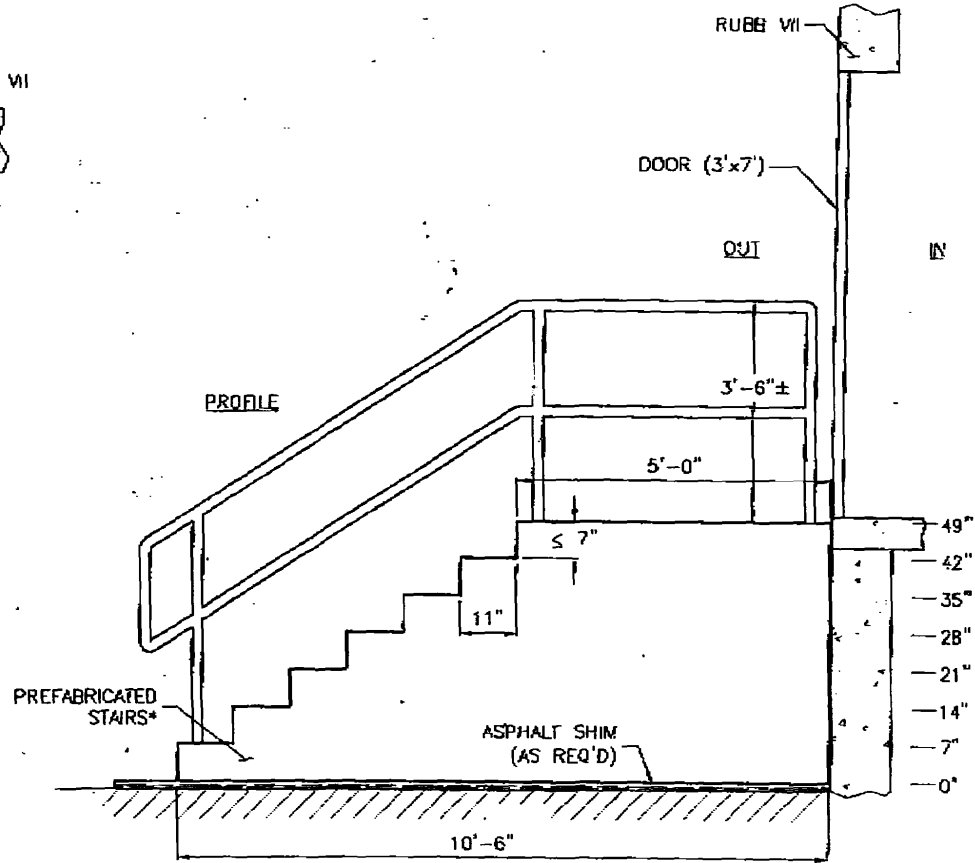 RUBB VII
VII
DOOR (3'x7')
OUT
IN
PROFILE
3'-6"±
5'-0"
≤ 7"
11"
49"
42"
35"
28"
21"
14"
7"
0"
PREFABRICATED
STAIRS*
ASPHALT SHIM
(AS REQ'D)
10'-6"